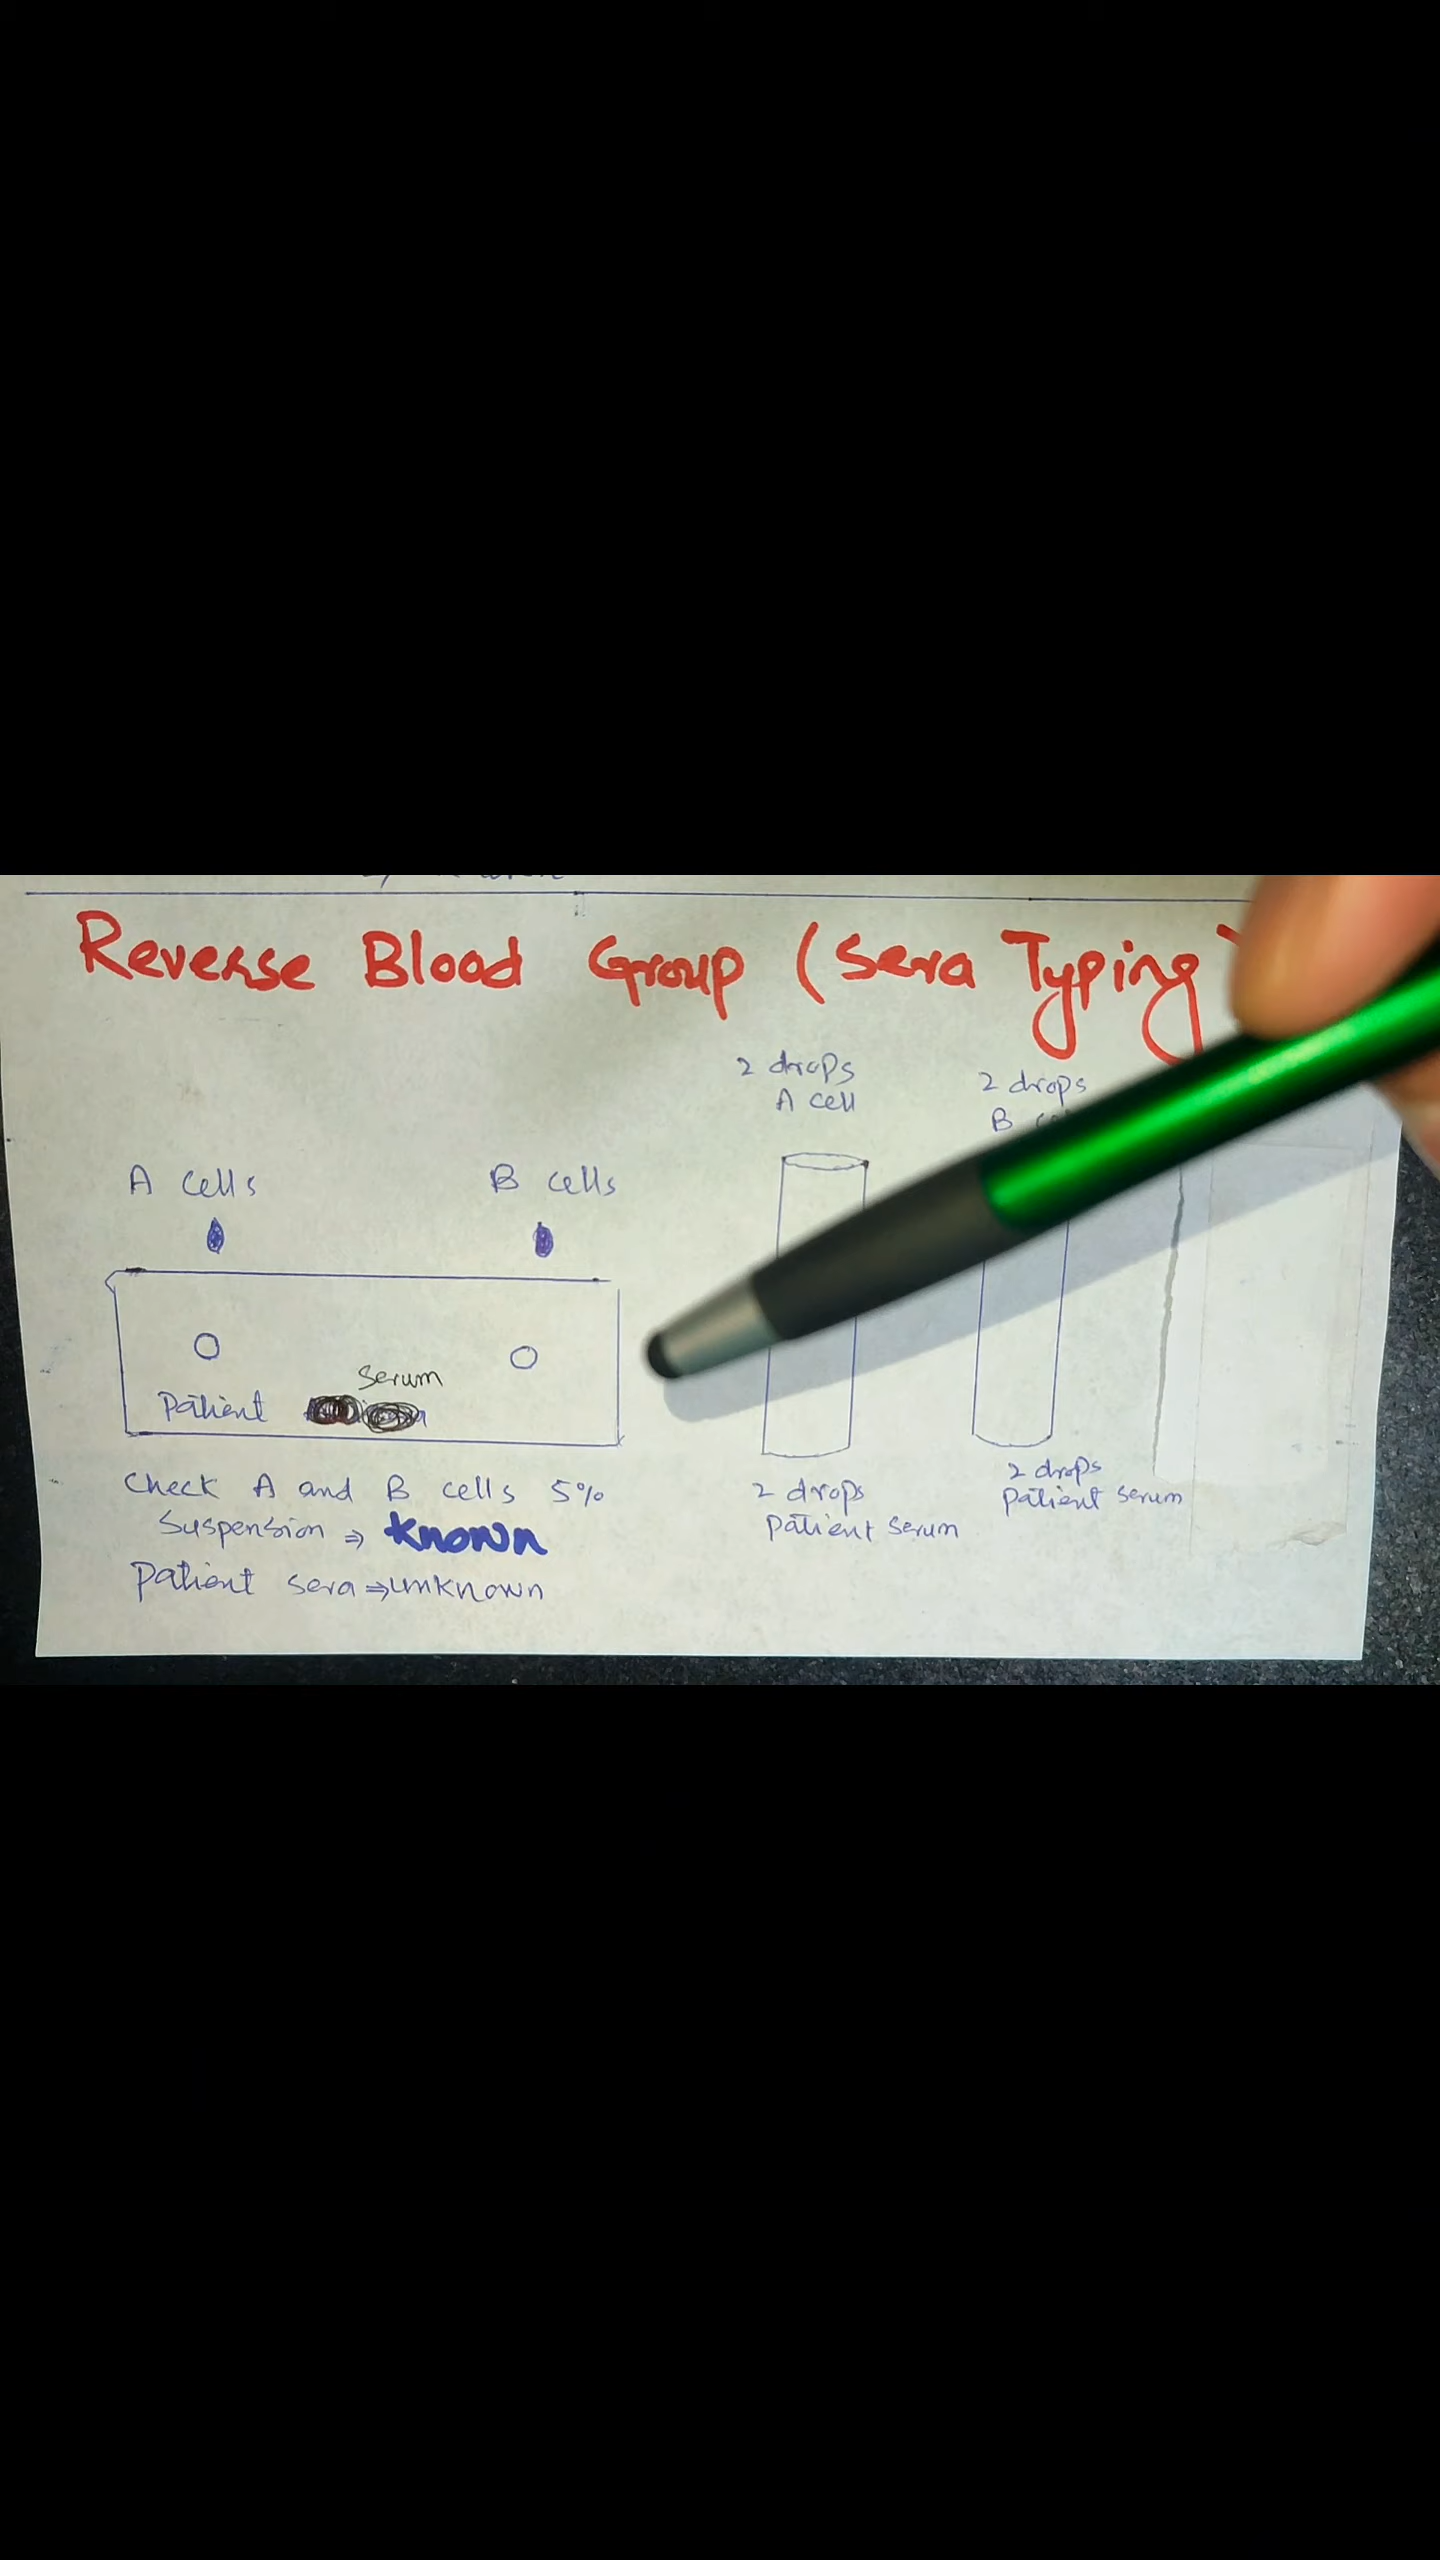 Reverse Blood Group (Sera Typing)
2 drops
A cell
2 drops
B
A cells
B cells
Serum
Patient
Check A and B cells 5%
Suspension ⇒ known
Patient sera ⇒ unknown
2 drops
Patient Serum
2 drops
Patient Serum